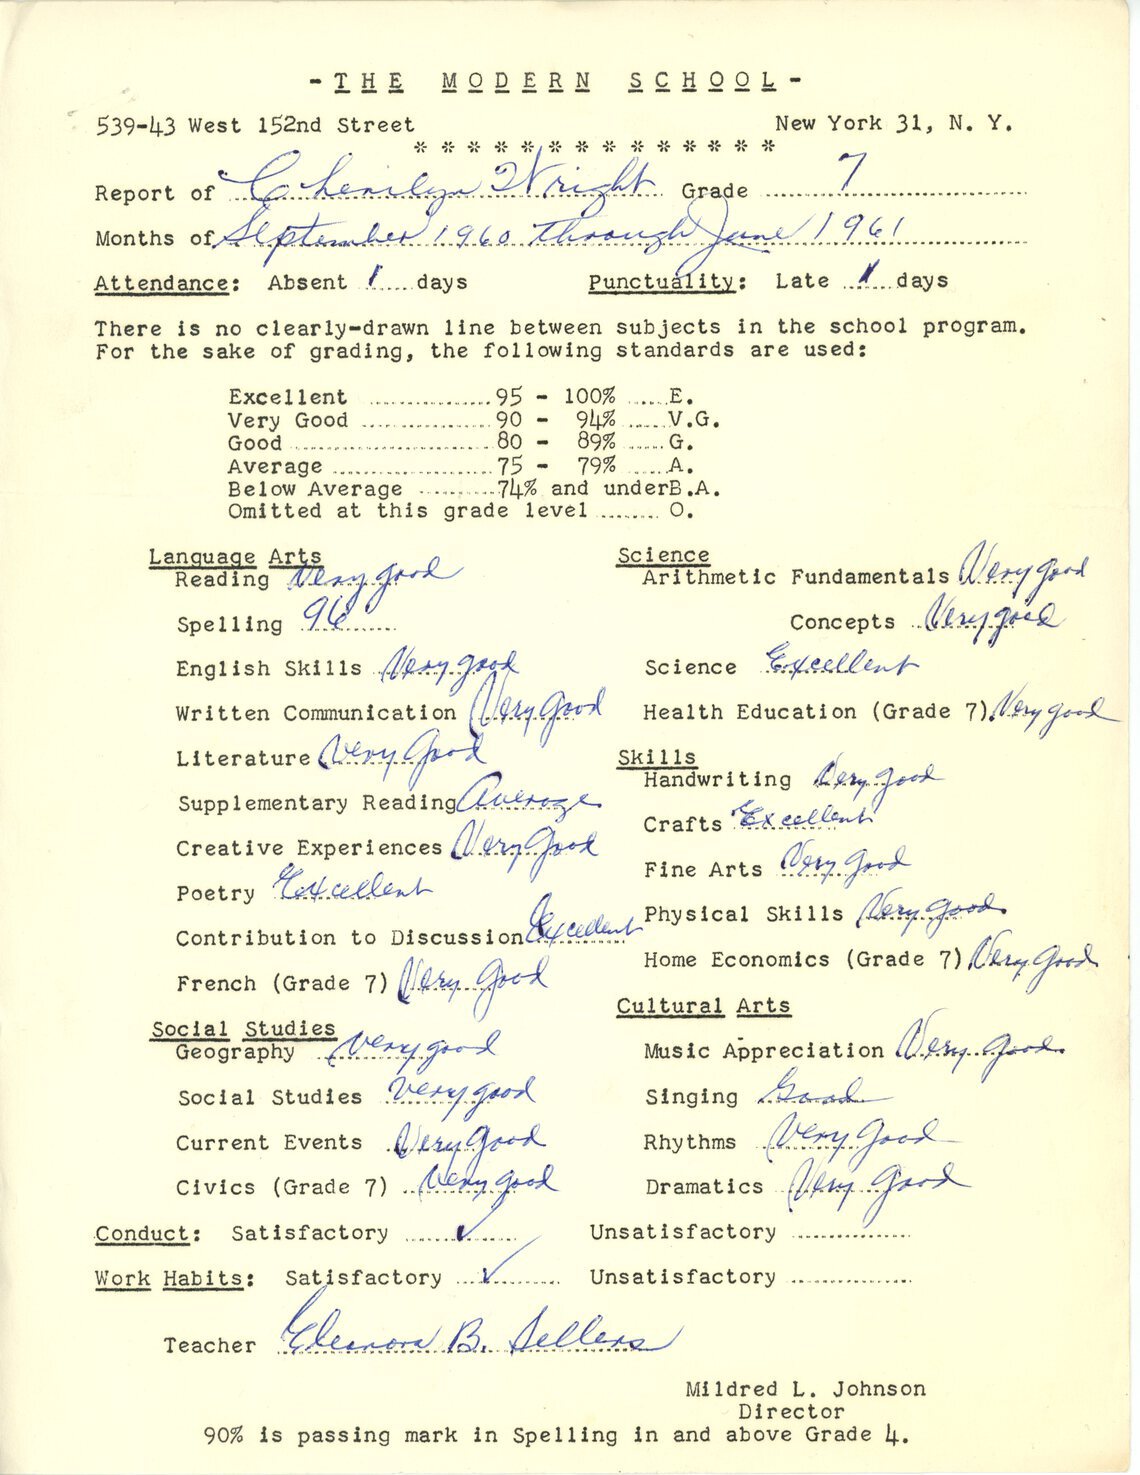 - THE MODERN SCHOOL -
539-43 West 152nd Street New York 31, N. Y.
* * * * * * * * * * * * * *
Report of Cherilyn Wright Grade 7
Months of September 1960 through June 1961
Attendance: Absent 1 days Punctuality: Late 1 days
There is no clearly-drawn line between subjects in the school program.
For the sake of grading, the following standards are used:
Excellent 95 - 100% E.
Very Good 90 - 94% V.G.
Good 80 - 89% G.
Average 75 - 79% A.
Below Average 74% and under B.A.
Omitted at this grade level O.
Language Arts
Reading Very good
Spelling 96
English Skills Very good
Written Communication Very Good
Literature Very Good
Supplementary Reading Average
Creative Experiences Very Good
Poetry Excellent
Contribution to Discussion Excellent
French (Grade 7) Very Good
Social Studies
Geography Very good
Social Studies Very good
Current Events Very Good
Civics (Grade 7) Very good
Science
Arithmetic Fundamentals Very good
Concepts Very good
Science Excellent
Health Education (Grade 7) Very good
Skills
Handwriting Very good
Crafts Excellent
Fine Arts Very Good
Physical Skills Very Good
Home Economics (Grade 7) Very Good
Cultural Arts
Music Appreciation Very Good
Singing Good
Rhythms Very Good
Dramatics Very Good
Conduct: Satisfactory ✓ Unsatisfactory
Work Habits: Satisfactory ✓ Unsatisfactory
Teacher Eleanora B. Sellers
Mildred L. Johnson
Director
90% is passing mark in Spelling in and above Grade 4.